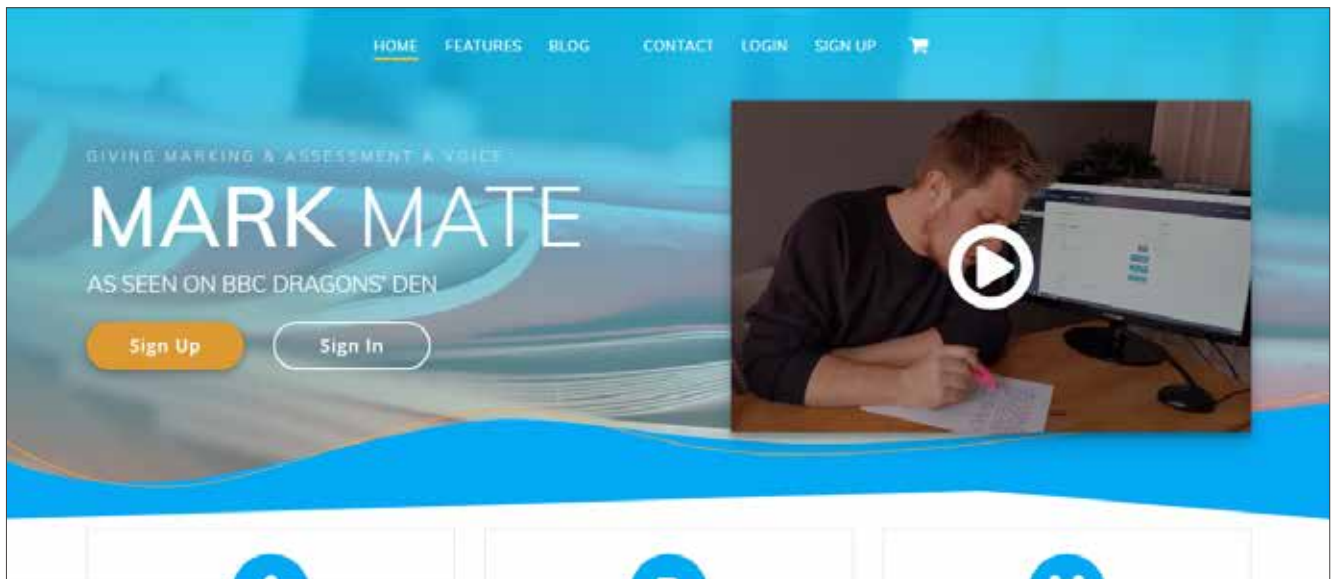 HOME FEATURES BLOG CONTACT LOGIN SIGN UP
GIVING MARKING & ASSESSMENT A VOICE
MARK MATE
AS SEEN ON BBC DRAGONS' DEN
Sign Up Sign In